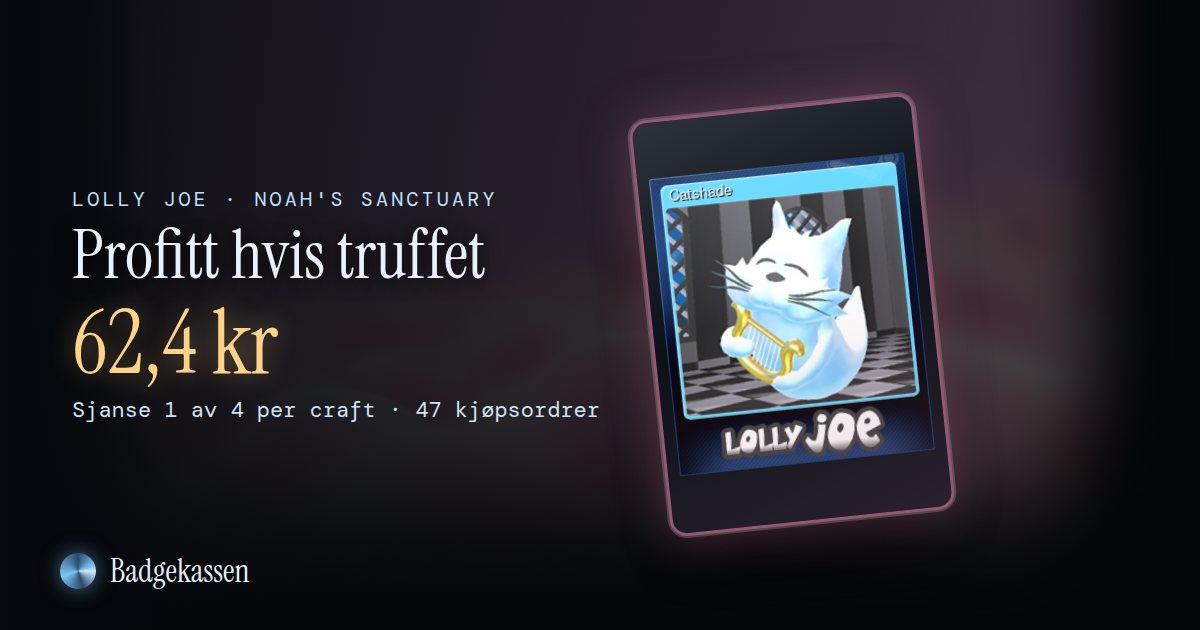 LOLLY JOE · NOAH'S SANCTUARY
Profitt hvis truffet
62,4 kr
Sjanse 1 av 4 per craft · 47 kjøpsordrer
Catshade
LOLLY JOE
Badgekassen